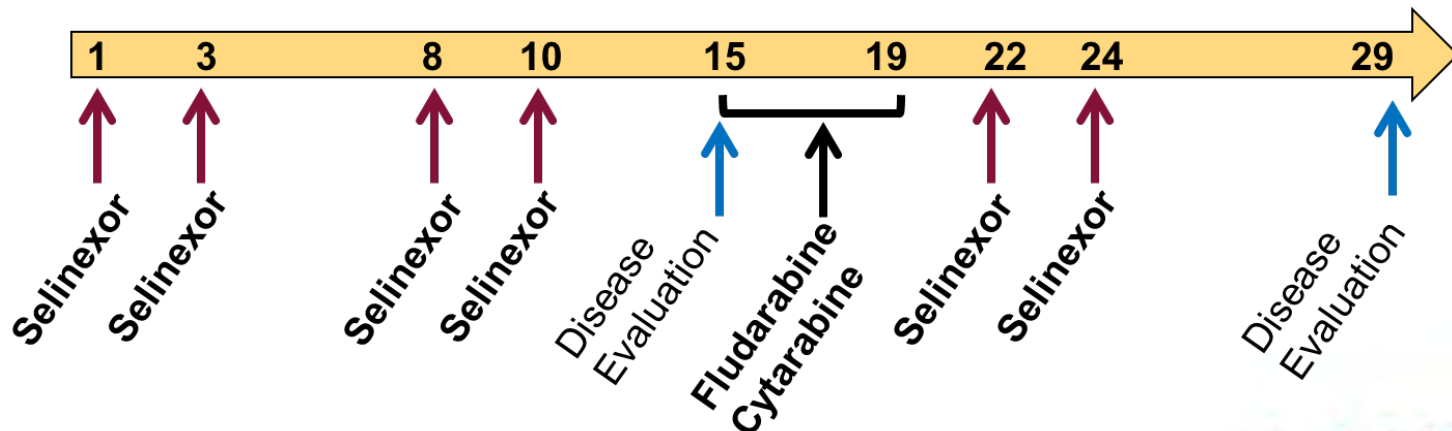 1 3 8 10 15 19 22 24 29
Selinexor
Selinexor
Selinexor
Selinexor
Disease
Evaluation
Fludarabine
Cytarabine
Selinexor
Selinexor
Disease
Evaluation